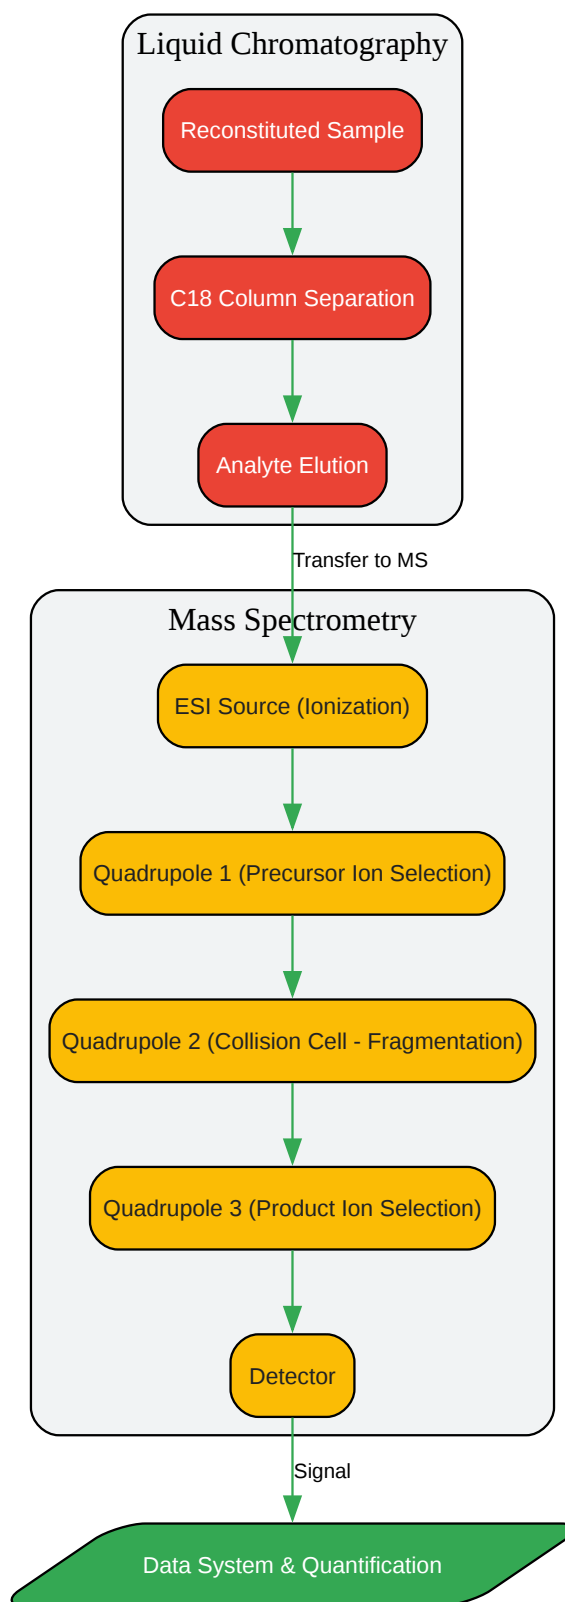 Liquid Chromatography
Reconstituted Sample
C18 Column Separation
Analyte Elution
Transfer to MS
Mass Spectrometry
ESI Source (Ionization)
Quadrupole 1 (Precursor Ion Selection)
Quadrupole 2 (Collision Cell - Fragmentation)
Quadrupole 3 (Product Ion Selection)
Detector
Signal
Data System & Quantification